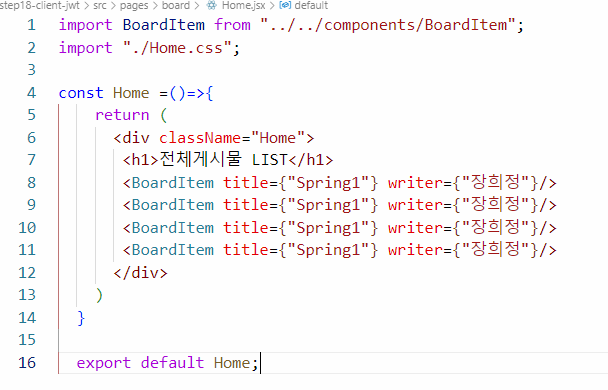 step18-client-jwt > src > pages > board > Home.jsx > default
1 import BoardItem from "../../components/BoardItem";
2 import "./Home.css";
3
4 const Home =()=>{
5 return (
6 <div className="Home">
7 <h1>전체게시물 LIST</h1>
8 <BoardItem title={"Spring1"} writer={"장희정"}/>
9 <BoardItem title={"Spring1"} writer={"장희정"}/>
10 <BoardItem title={"Spring1"} writer={"장희정"}/>
11 <BoardItem title={"Spring1"} writer={"장희정"}/>
12 </div>
13 )
14 }
15
16 export default Home;